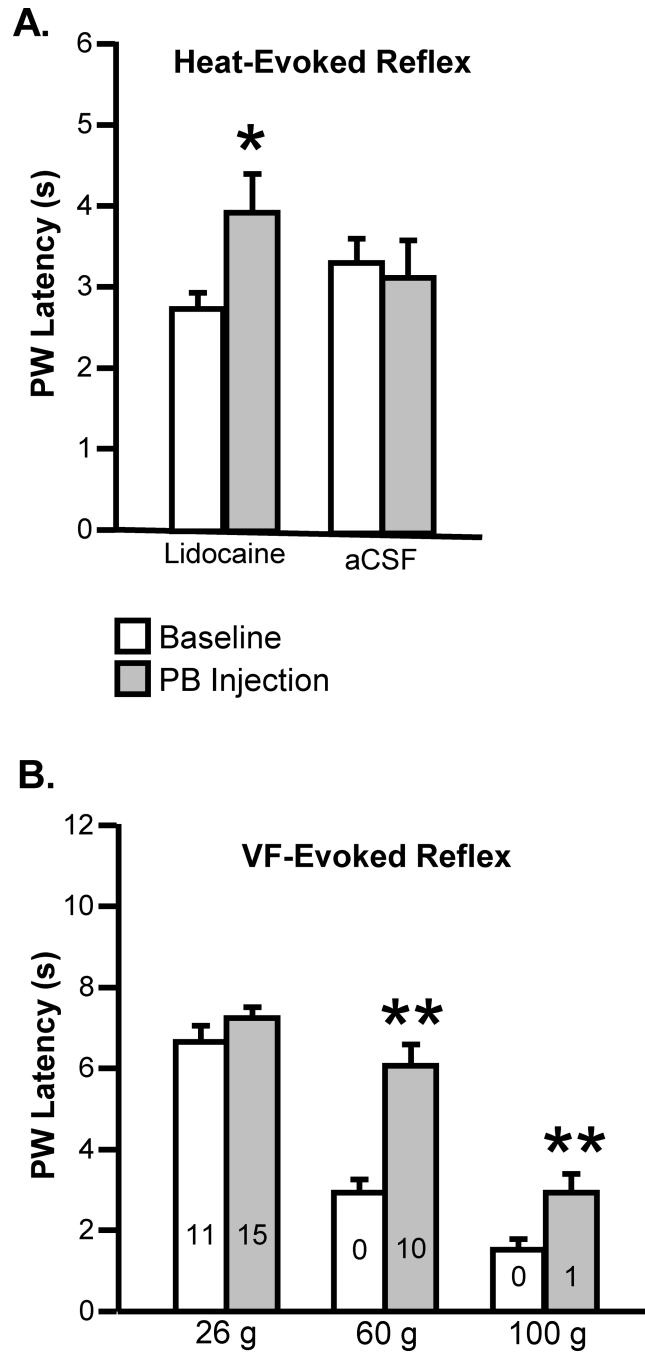 A.
Heat-Evoked Reflex
PW Latency (s)
6
5
4
3
2
1
0
*
Lidocaine
aCSF
Baseline
PB Injection
B.
VF-Evoked Reflex
PW Latency (s)
12
10
8
6
4
2
0
**
**
11
15
0
10
0
1
26 g
60 g
100 g